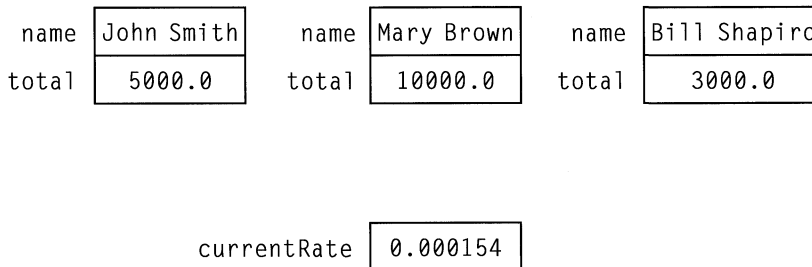 name John Smith name Mary Brown name Bill Shapiro
total 5000.0 total 10000.0 total 3000.0
currentRate 0.000154